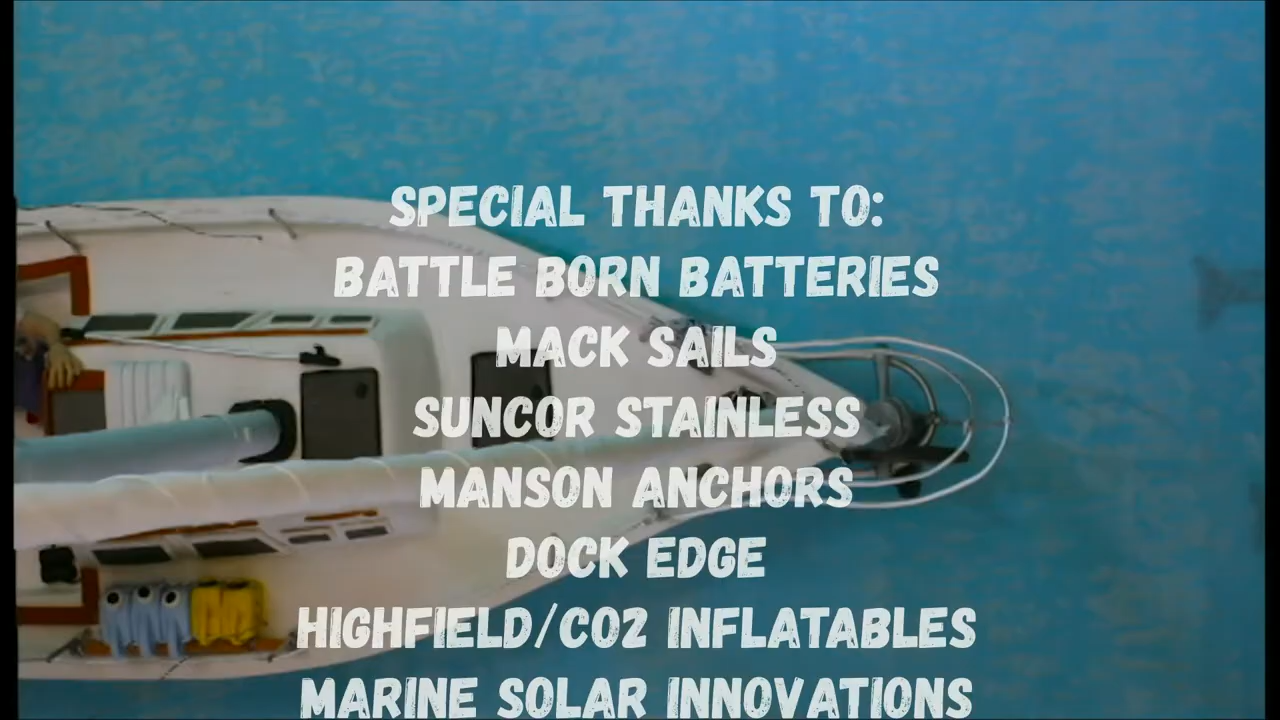 SPECIAL THANKS TO:
BATTLE BORN BATTERIES
MACK SAILS
SUNCOR STAINLESS
MANSON ANCHORS
DOCK EDGE
HIGHFIELD/CO2 INFLATABLES
MARINE SOLAR INNOVATIONS